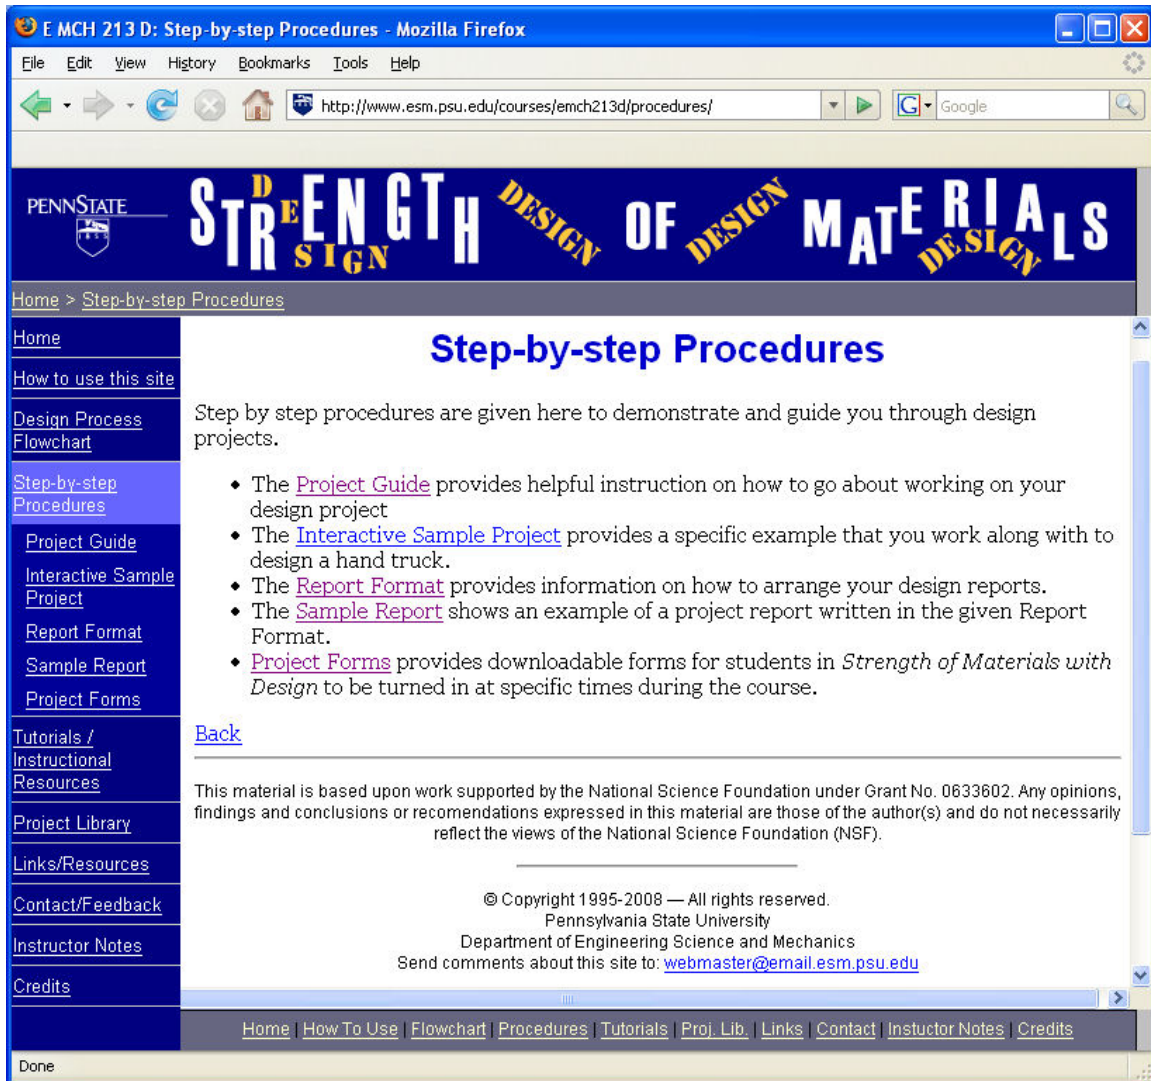 E MCH 213 D: Step-by-step Procedures - Mozilla Firefox
File Edit View History Bookmarks Tools Help
http://www.esm.psu.edu/courses/emch213d/procedures/
G Google
PENNSTATE
1855
STRENGTH DESIGN OF DESIGN MATERIALS
DESIGN DESIGN
Home > Step-by-step Procedures
Home
How to use this site
Design Process
Flowchart
Step-by-step
Procedures
Project Guide
Interactive Sample
Project
Report Format
Sample Report
Project Forms
Tutorials /
Instructional
Resources
Project Library
Links/Resources
Contact/Feedback
Instructor Notes
Credits
Step-by-step Procedures
Step by step procedures are given here to demonstrate and guide you through design
projects.
• The Project Guide provides helpful instruction on how to go about working on your
design project
• The Interactive Sample Project provides a specific example that you work along with to
design a hand truck.
• The Report Format provides information on how to arrange your design reports.
• The Sample Report shows an example of a project report written in the given Report
Format.
• Project Forms provides downloadable forms for students in Strength of Materials with
Design to be turned in at specific times during the course.
Back
This material is based upon work supported by the National Science Foundation under Grant No. 0633602. Any opinions,
findings and conclusions or recomendations expressed in this material are those of the author(s) and do not necessarily
reflect the views of the National Science Foundation (NSF).
© Copyright 1995-2008 — All rights reserved.
Pennsylvania State University
Department of Engineering Science and Mechanics
Send comments about this site to: webmaster@email.esm.psu.edu
Home | How To Use | Flowchart | Procedures | Tutorials | Proj. Lib. | Links | Contact | Instuctor Notes | Credits
Done